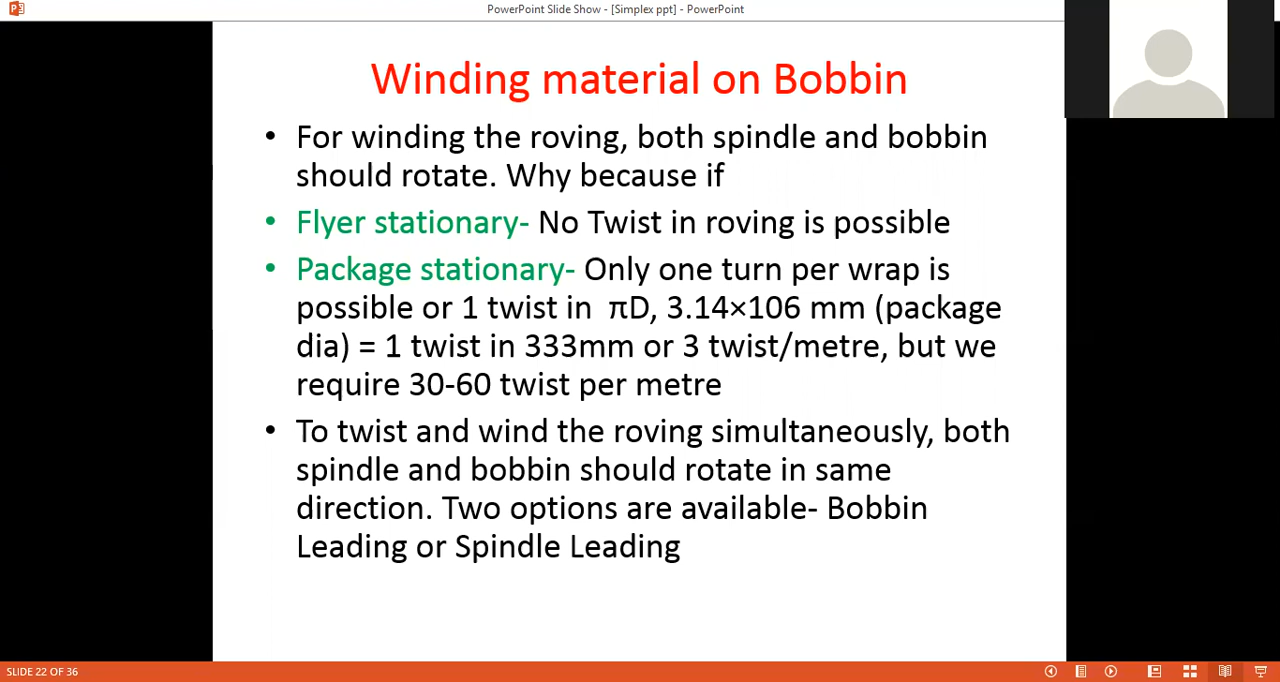 PowerPoint Slide Show - [Simplex ppt] - PowerPoint
Winding material on Bobbin
• For winding the roving, both spindle and bobbin
should rotate. Why because if
• Flyer stationary- No Twist in roving is possible
• Package stationary- Only one turn per wrap is
possible or 1 twist in πD, 3.14×106 mm (package
dia) = 1 twist in 333mm or 3 twist/metre, but we
require 30-60 twist per metre
• To twist and wind the roving simultaneously, both
spindle and bobbin should rotate in same
direction. Two options are available- Bobbin
Leading or Spindle Leading
SLIDE 22 OF 36